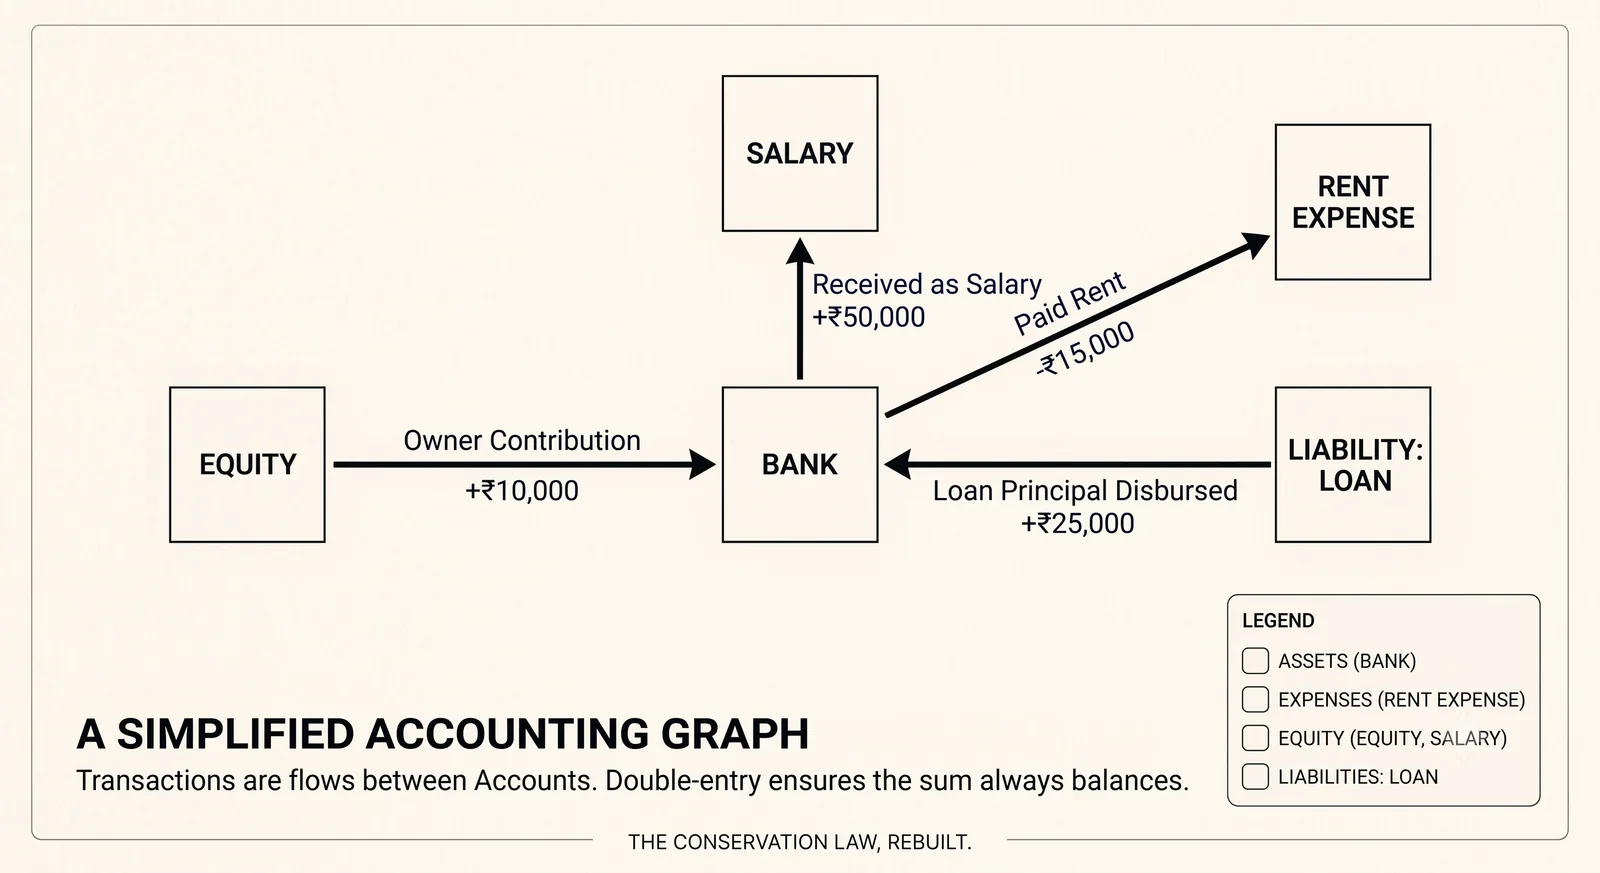 SALARY
RENT
EXPENSE
Received as Salary
+₹50,000
Paid Rent
-₹15,000
EQUITY
Owner Contribution
+₹10,000
BANK
LIABILITY:
LOAN
Loan Principal Disbursed
+₹25,000
LEGEND
ASSETS (BANK)
EXPENSES (RENT EXPENSE)
EQUITY (EQUITY, SALARY)
LIABILITIES: LOAN
A SIMPLIFIED ACCOUNTING GRAPH
Transactions are flows between Accounts. Double-entry ensures the sum always balances.
THE CONSERVATION LAW, REBUILT.